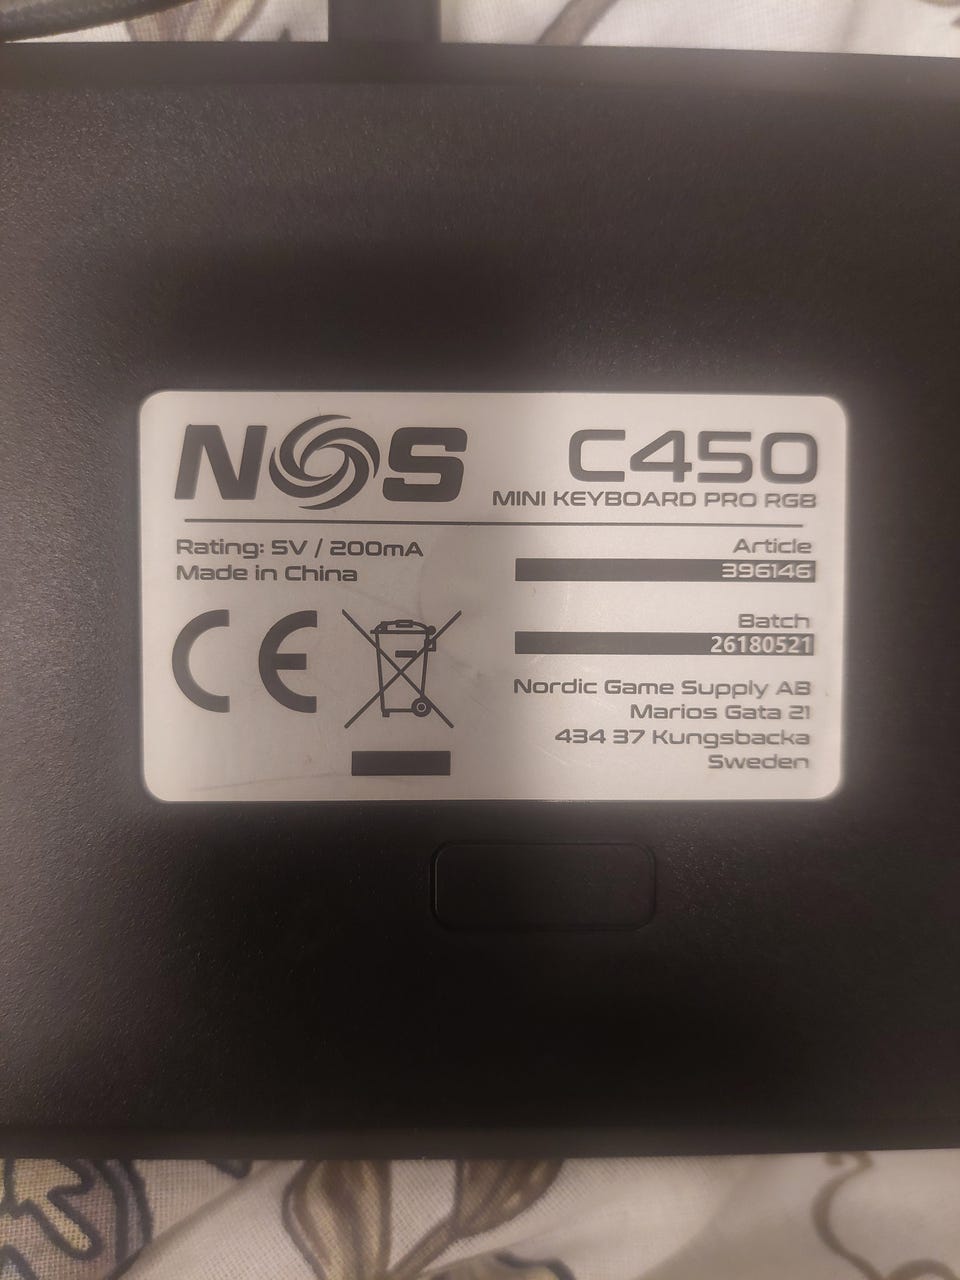 NOS
C450
MINI KEYBOARD PRO RGB
Rating: 5V / 200mA
Made in China
CE
Article
396146
Batch
26180521
Nordic Game Supply AB
Marios Gata 21
434 37 Kungsbacka
Sweden